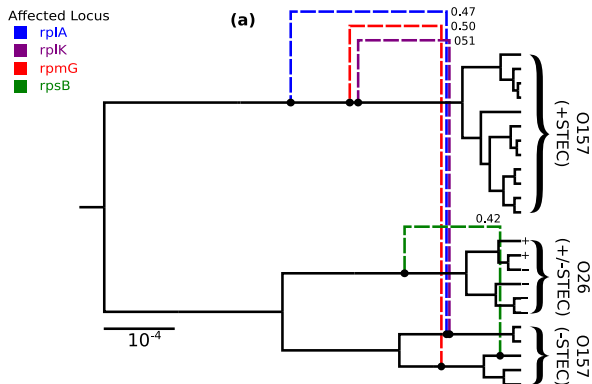 Affected Locus
rplA
rplK
rpmG
rpsB
(a)
0.47
0.50
051
0.42
O157
(+STEC)
+
+
−
−
−
−
O26
(+/-STEC)
O157
(-STEC)
10⁻⁴